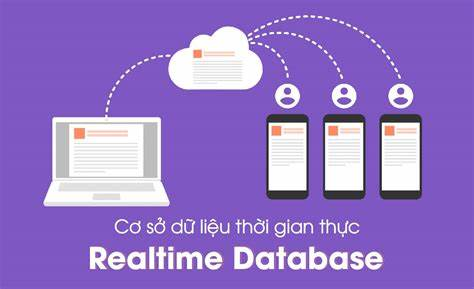 Cơ sở dữ liệu thời gian thực
Realtime Database